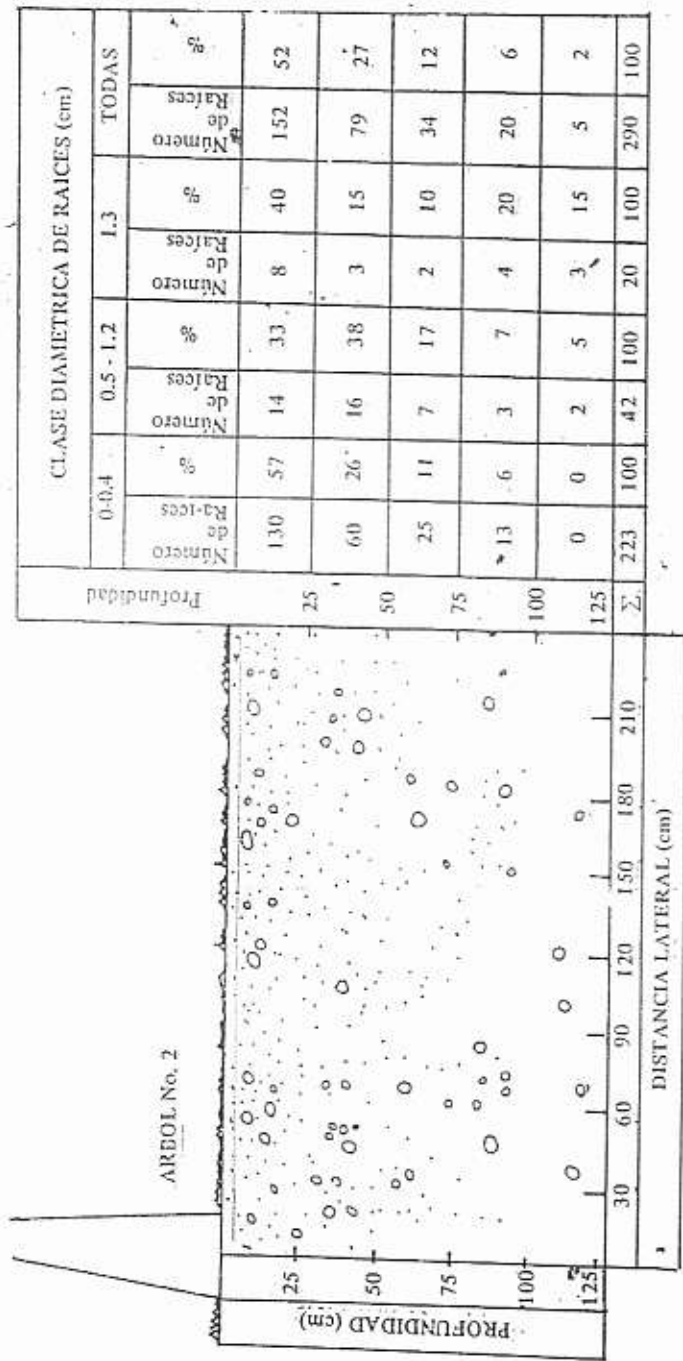 ARBOL No. 2
PROFUNDIDAD (cm)
25
50
75
100
125
30
60
90
120
150
180
210
DISTANCIA LATERAL (cm)
CLASE DIAMETRICA DE RAICES (cm)
Profundidad 0-0.4 0.5 - 1.2 1.3 TODAS
Número de Raíces % Número de Raíces % Número de Raíces % Número de Raíces %
25 130 57 14 33 8 40 152 52
50 60 26 16 38 3 15 79 27
75 25 11 7 17 2 10 34 12
100 13 6 3 7 4 20 20 6
125 0 0 2 5 3 15 5 2
Σ 223 100 42 100 20 100 290 100